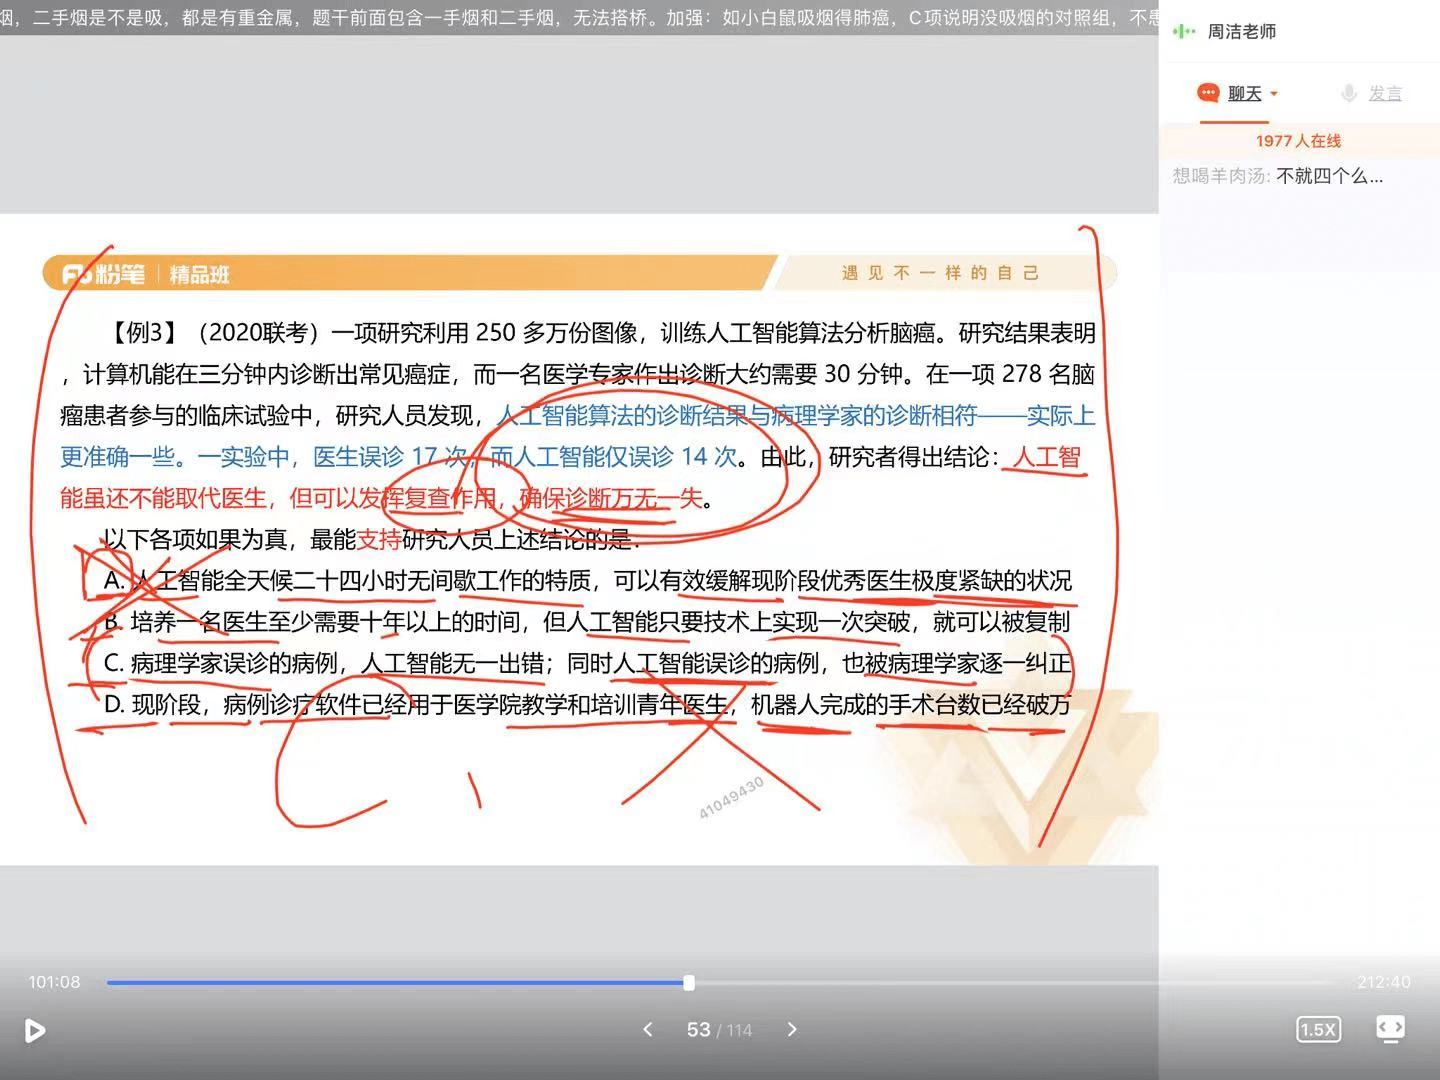 烟，二手烟是不是吸，都是有重金属，题干前面包含一手烟和二手烟，无法搭桥。加强：如小白鼠吸烟得肺癌，C项说明没吸烟的对照组，不患
周洁老师
聊天
发言
1977人在线
想喝羊肉汤: 不就四个么...
粉笔 | 精品班
遇见不一样的自己
【例3】（2020联考）一项研究利用 250 多万份图像，训练人工智能算法分析脑癌。研究结果表明
，计算机能在三分钟内诊断出常见癌症，而一名医学专家作出诊断大约需要 30 分钟。在一项 278 名脑
瘤患者参与的临床试验中，研究人员发现，人工智能算法的诊断结果与病理学家的诊断相符——实际上
更准确一些。一实验中，医生误诊 17 次，而人工智能仅误诊 14 次。由此，研究者得出结论：人工智
能虽还不能取代医生，但可以发挥复查作用，确保诊断万无一失。
以下各项如果为真，最能支持研究人员上述结论的是：
A. 人工智能全天候二十四小时无间歇工作的特质，可以有效缓解现阶段优秀医生极度紧缺的状况
B. 培养一名医生至少需要十年以上的时间，但人工智能只要技术上实现一次突破，就可以被复制
C. 病理学家误诊的病例，人工智能无一出错；同时人工智能误诊的病例，也被病理学家逐一纠正
D. 现阶段，病例诊疗软件已经用于医学院教学和培训青年医生，机器人完成的手术台数已经破万
41049430
101:08
212:40
53 / 114
1.5X